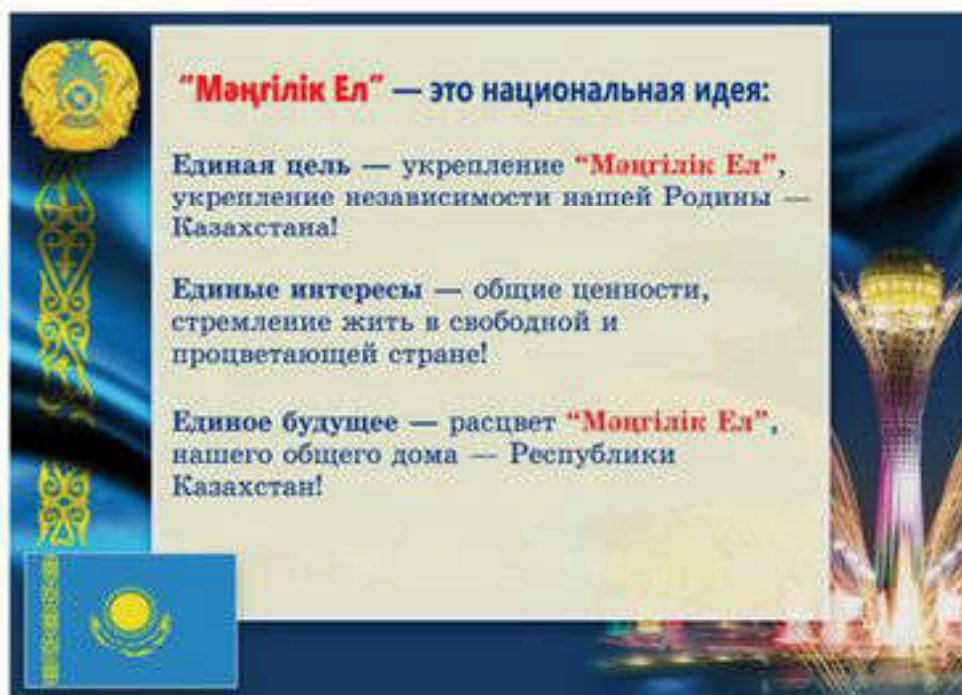 "Мәңгілік Ел" — это национальная идея:
Единая цель — укрепление "Мәңгілік Ел",
укрепление независимости нашей Родины —
Казахстана!
Единые интересы — общие ценности,
стремление жить в свободной и
процветающей стране!
Единое будущее — расцвет "Мәңгілік Ел",
нашего общего дома — Республики
Казахстан!